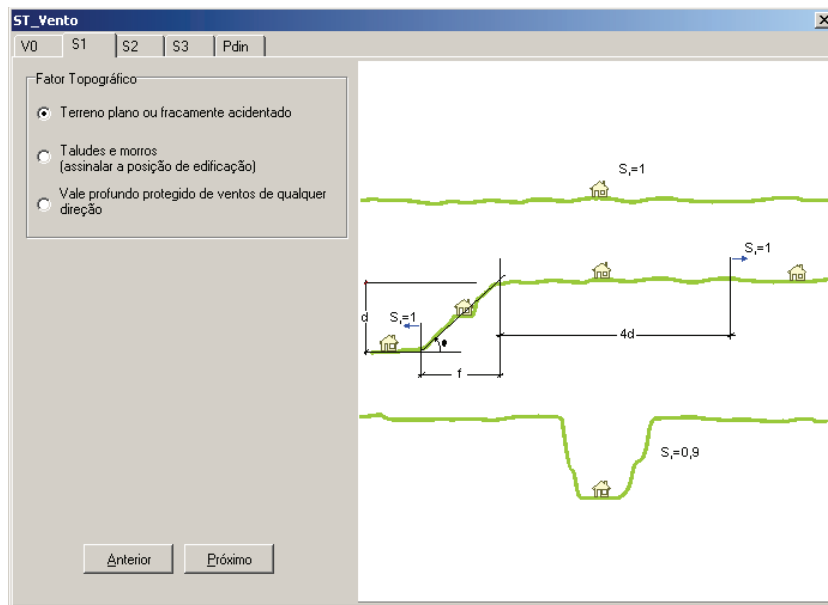 ST_Vento
V0 S1 S2 S3 Pdin
Fator Topográfico
Terreno plano ou fracamente acidentado
Taludes e morros
(assinalar a posição de edificação)
Vale profundo protegido de ventos de qualquer
direção
S₁=1
S₁=1
d
S₁=1
θ
4d
f
S₁=0,9
Anterior Próximo